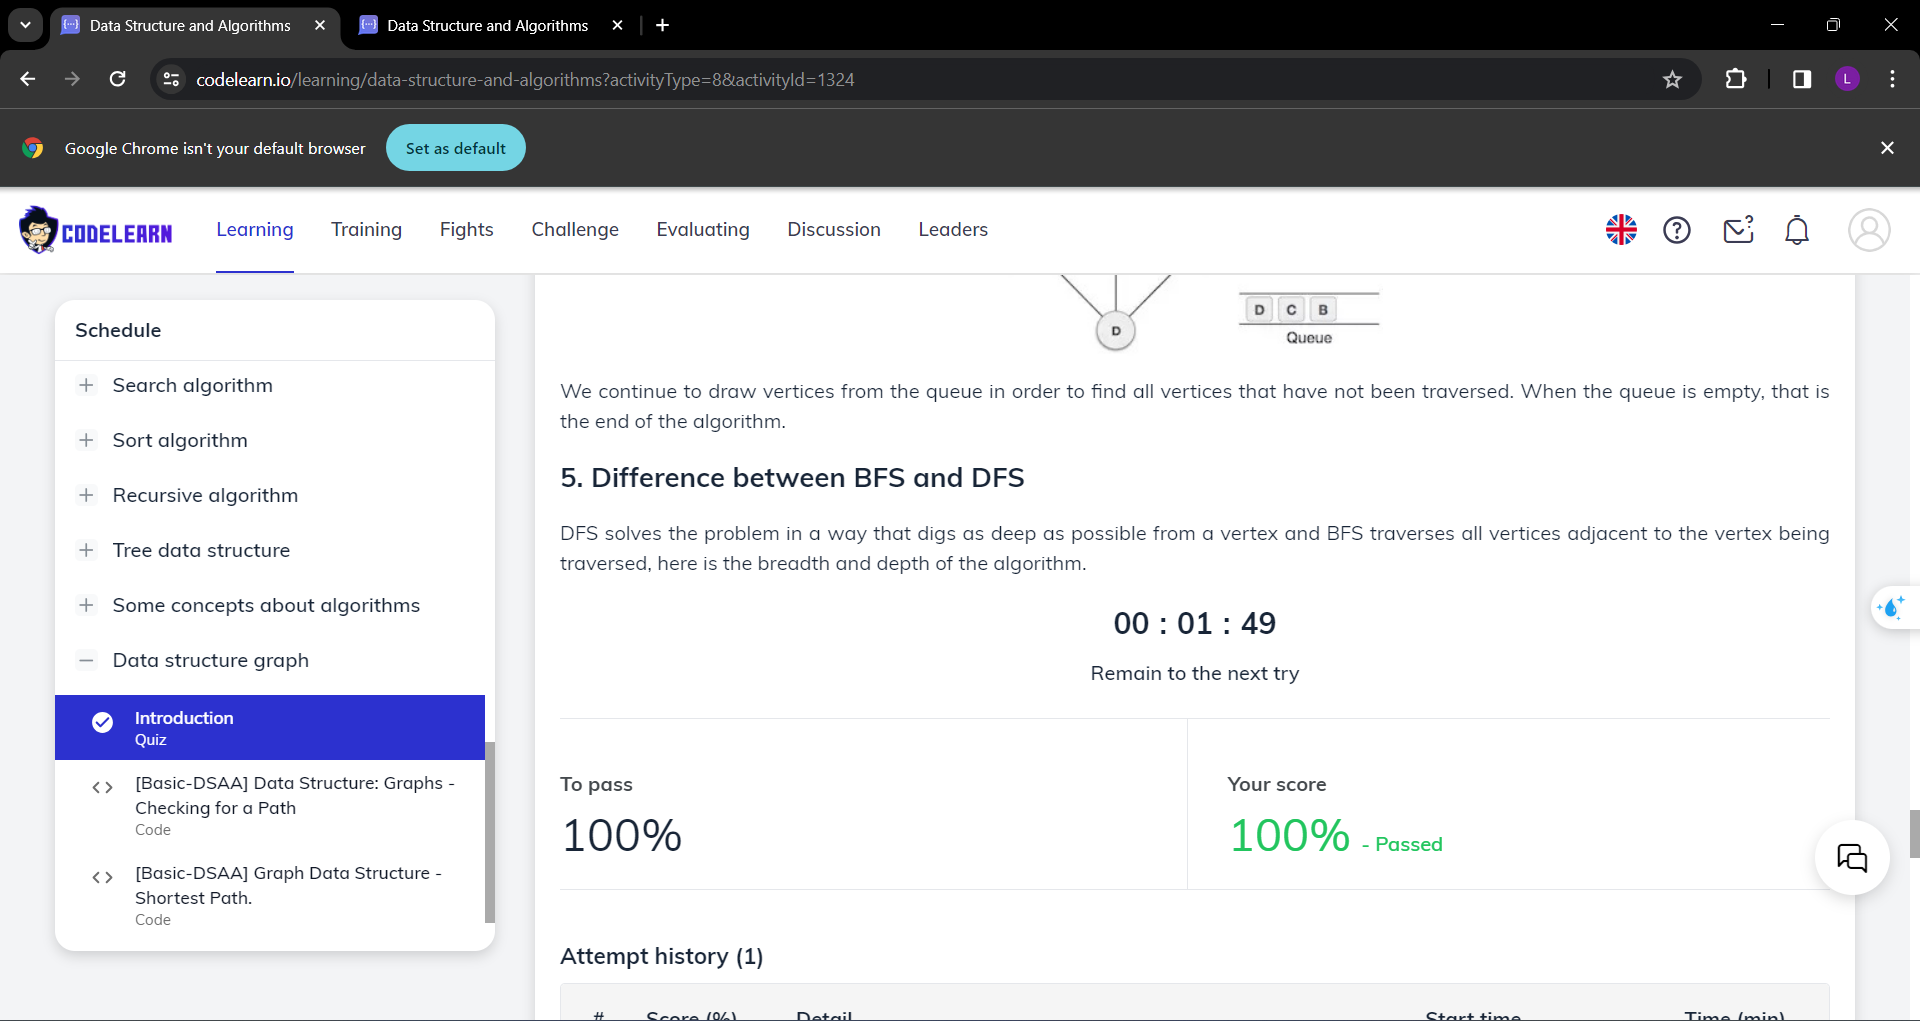 Data Structure and Algorithms
Data Structure and Algorithms
codelearn.io/learning/data-structure-and-algorithms?activityType=8&activityId=1324
L
Google Chrome isn't your default browser
Set as default
CODELEARN
Learning
Training
Fights
Challenge
Evaluating
Discussion
Leaders
Schedule
Search algorithm
Sort algorithm
Recursive algorithm
Tree data structure
Some concepts about algorithms
Data structure graph
Introduction
Quiz
[Basic-DSAA] Data Structure: Graphs -
Checking for a Path
Code
[Basic-DSAA] Graph Data Structure -
Shortest Path.
Code
D
D C B
Queue
We continue to draw vertices from the queue in order to find all vertices that have not been traversed. When the queue is empty, that is
the end of the algorithm.
5. Difference between BFS and DFS
DFS solves the problem in a way that digs as deep as possible from a vertex and BFS traverses all vertices adjacent to the vertex being
traversed, here is the breadth and depth of the algorithm.
00 : 01 : 49
Remain to the next try
To pass
100%
Your score
100% - Passed
Attempt history (1)
# Score (%) Detail Start time Time (min)